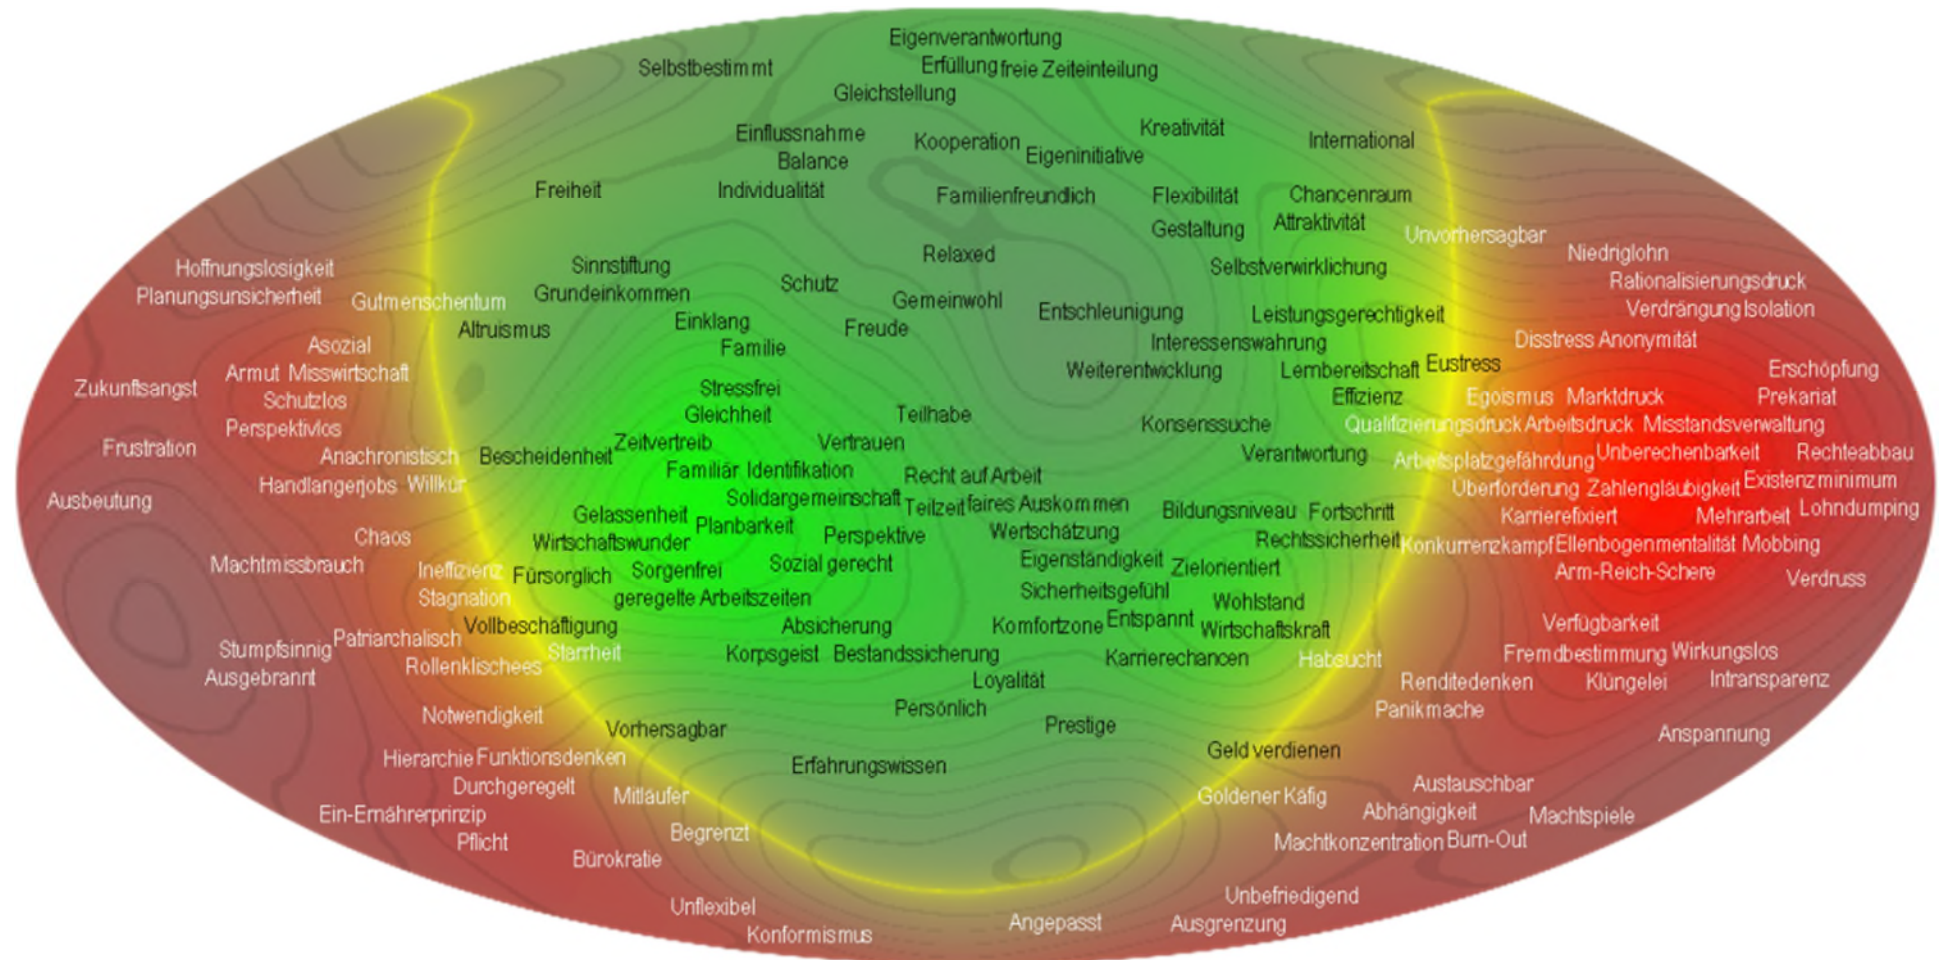 Eigenverantwortung
Selbstbestimmt
Erfüllung
freie Zeiteinteilung
Gleichstellung
Einflussnahme
Kooperation
Kreativität
International
Balance
Eigeninitiative
Freiheit
Individualität
Familienfreundlich
Flexibilität
Chancenraum
Gestaltung
Attraktivität
Unvorhersagbar
Niedriglohn
Relaxed
Hoffnungslosigkeit
Sinnstiftung
Selbstverwirklichung
Rationalisierungsdruck
Planungsunsicherheit
Gutmenschentum
Grundeinkommen
Schutz
Gemeinwohl
Entschleunigung
Leistungsgerechtigkeit
Verdrängung
Isolation
Altruismus
Einklang
Freude
Interessenswahrung
Disstress
Anonymität
Asozial
Familie
Armut
Misswirtschaft
Weiterentwicklung
Lernbereitschaft
Eustress
Erschöpfung
Zukunftsangst
Schutzlos
Stressfrei
Effizienz
Egoismus
Marktdruck
Prekariat
Perspektivlos
Gleichheit
Teilhabe
Konsenssuche
Qualifizierungsdruck
Arbeitsdruck
Misstandsverwaltung
Frustration
Anachronistisch
Bescheidenheit
Zeitvertreib
Vertrauen
Verantwortung
Arbeitsplatzgefährdung
Unberechenbarkeit
Rechteabbau
Handlangerjobs
Willkür
Familiär
Identifikation
Recht auf Arbeit
Überforderung
Zahlengläubigkeit
Existenzminimum
Ausbeutung
Solidargemeinschaft
Teilzeit
faires Auskommen
Bildungsniveau
Fortschritt
Karrierefixiert
Mehrarbeit
Lohndumping
Gelassenheit
Planbarkeit
Perspektive
Wertschätzung
Chaos
Wirtschaftswunder
Rechtssicherheit
Konkurrenzkampf
Ellenbogenmentalität
Mobbing
Machtmissbrauch
Ineffizienz
Fürsorglich
Sorgenfrei
Sozial gerecht
Eigenständigkeit
Zielorientiert
Arm-Reich-Schere
Verdruss
Stagnation
geregelte Arbeitszeiten
Sicherheitsgefühl
Wohlstand
Vollbeschäftigung
Absicherung
Komfortzone
Entspannt
Wirtschaftskraft
Verfügbarkeit
Stumpfsinnig
Patriarchalisch
Starrheit
Korpsgeist
Bestandssicherung
Karrierechancen
Habsucht
Fremdbestimmung
Wirkungslos
Ausgebrannt
Rollenklischees
Loyalität
Renditedenken
Klüngelei
Intransparenz
Notwendigkeit
Vorhersagbar
Persönlich
Prestige
Panikmache
Anspannung
Hierarchie
Funktionsdenken
Erfahrungswissen
Geld verdienen
Durchgeregelt
Mitläufer
Goldener Käfig
Austauschbar
Ein-Ernährerprinzip
Abhängigkeit
Machtspiele
Pflicht
Begrenzt
Machtkonzentration
Burn-Out
Bürokratie
Unflexibel
Unbefriedigend
Konformismus
Angepasst
Ausgrenzung